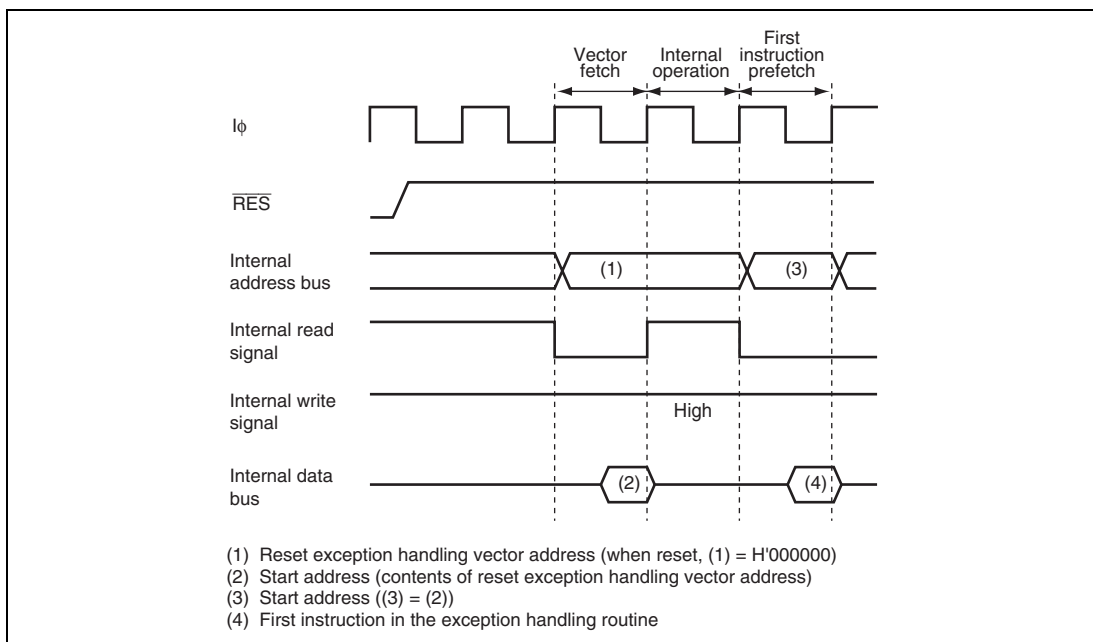 Vector fetch
Internal operation
First instruction prefetch
Iϕ
RES
Internal address bus
(1)
(3)
Internal read signal
Internal write signal
High
Internal data bus
(2)
(4)
(1) Reset exception handling vector address (when reset, (1) = H'000000)
(2) Start address (contents of reset exception handling vector address)
(3) Start address ((3) = (2))
(4) First instruction in the exception handling routine